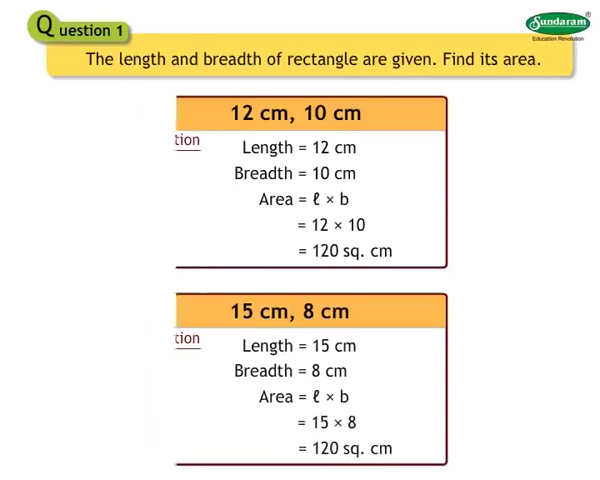 Question 1
Sundaram®
Education Revolution
The length and breadth of rectangle are given. Find its area.
12 cm, 10 cm
tion
Length = 12 cm
Breadth = 10 cm
Area = ℓ × b
= 12 × 10
= 120 sq. cm
15 cm, 8 cm
tion
Length = 15 cm
Breadth = 8 cm
Area = ℓ × b
= 15 × 8
= 120 sq. cm